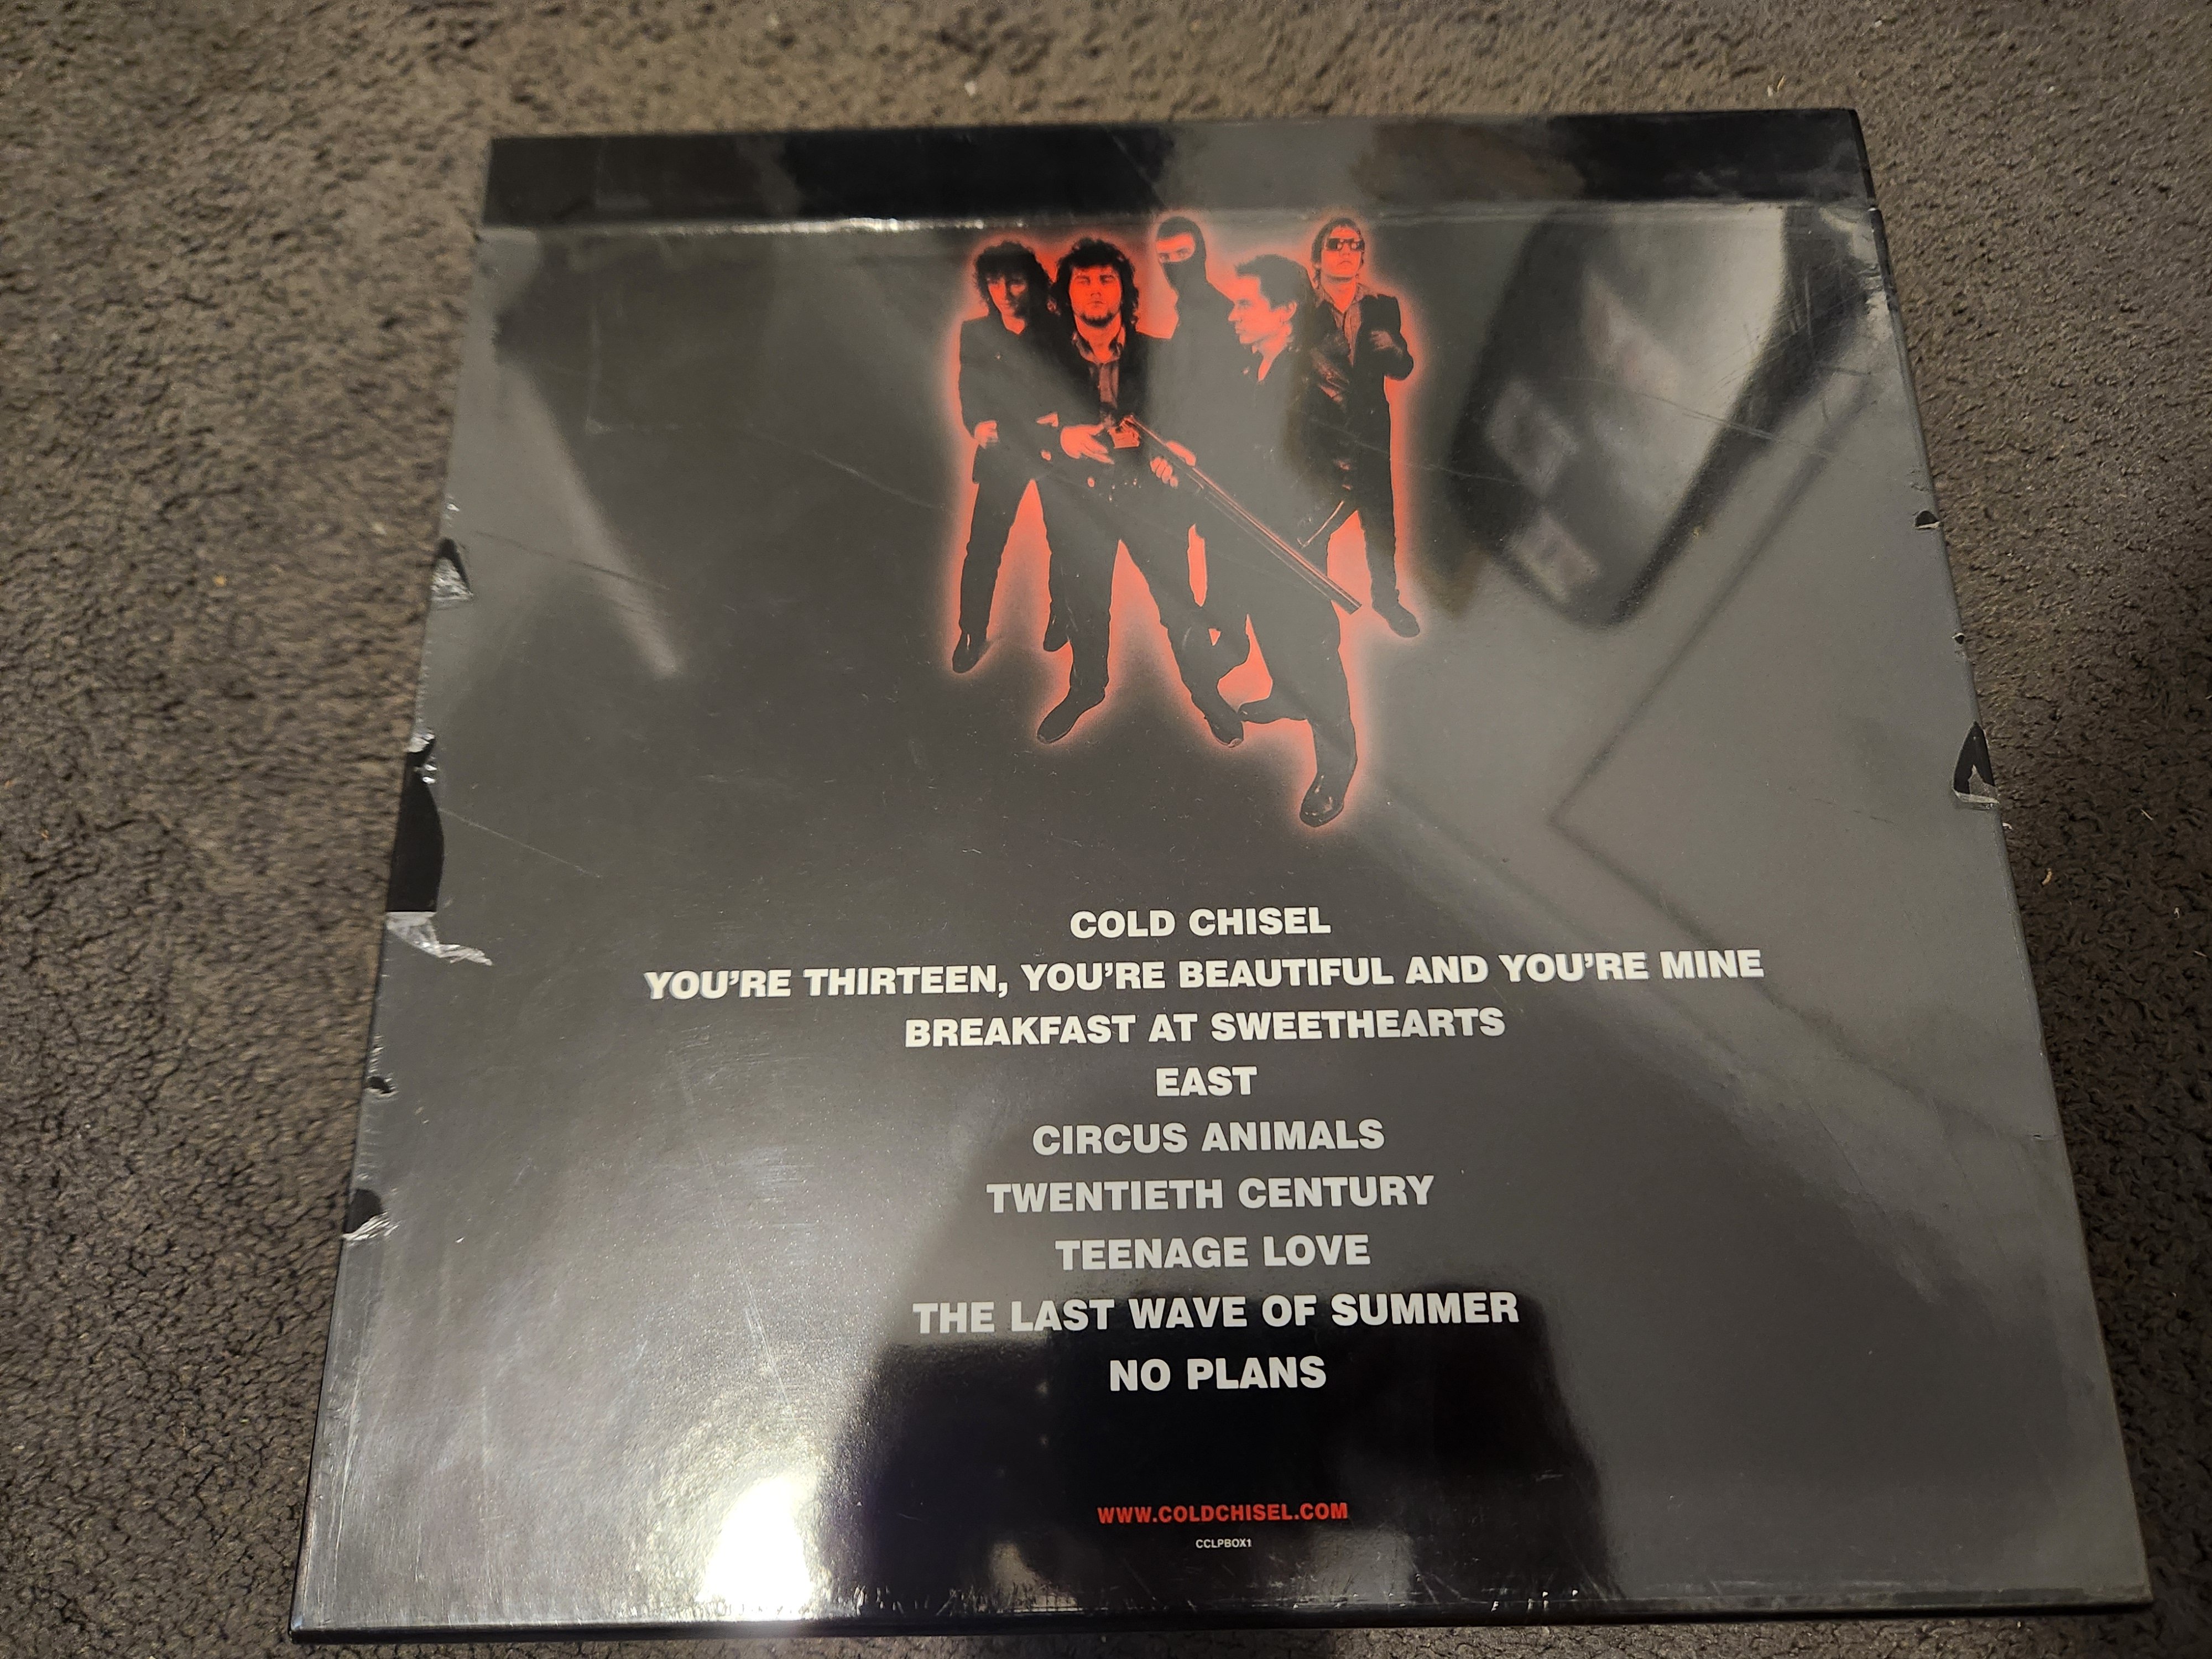 COLD CHISEL
YOU'RE THIRTEEN, YOU'RE BEAUTIFUL AND YOU'RE MINE
BREAKFAST AT SWEETHEARTS
EAST
CIRCUS ANIMALS
TWENTIETH CENTURY
TEENAGE LOVE
THE LAST WAVE OF SUMMER
NO PLANS
WWW.COLDCHISEL.COM
CCLPBOX1